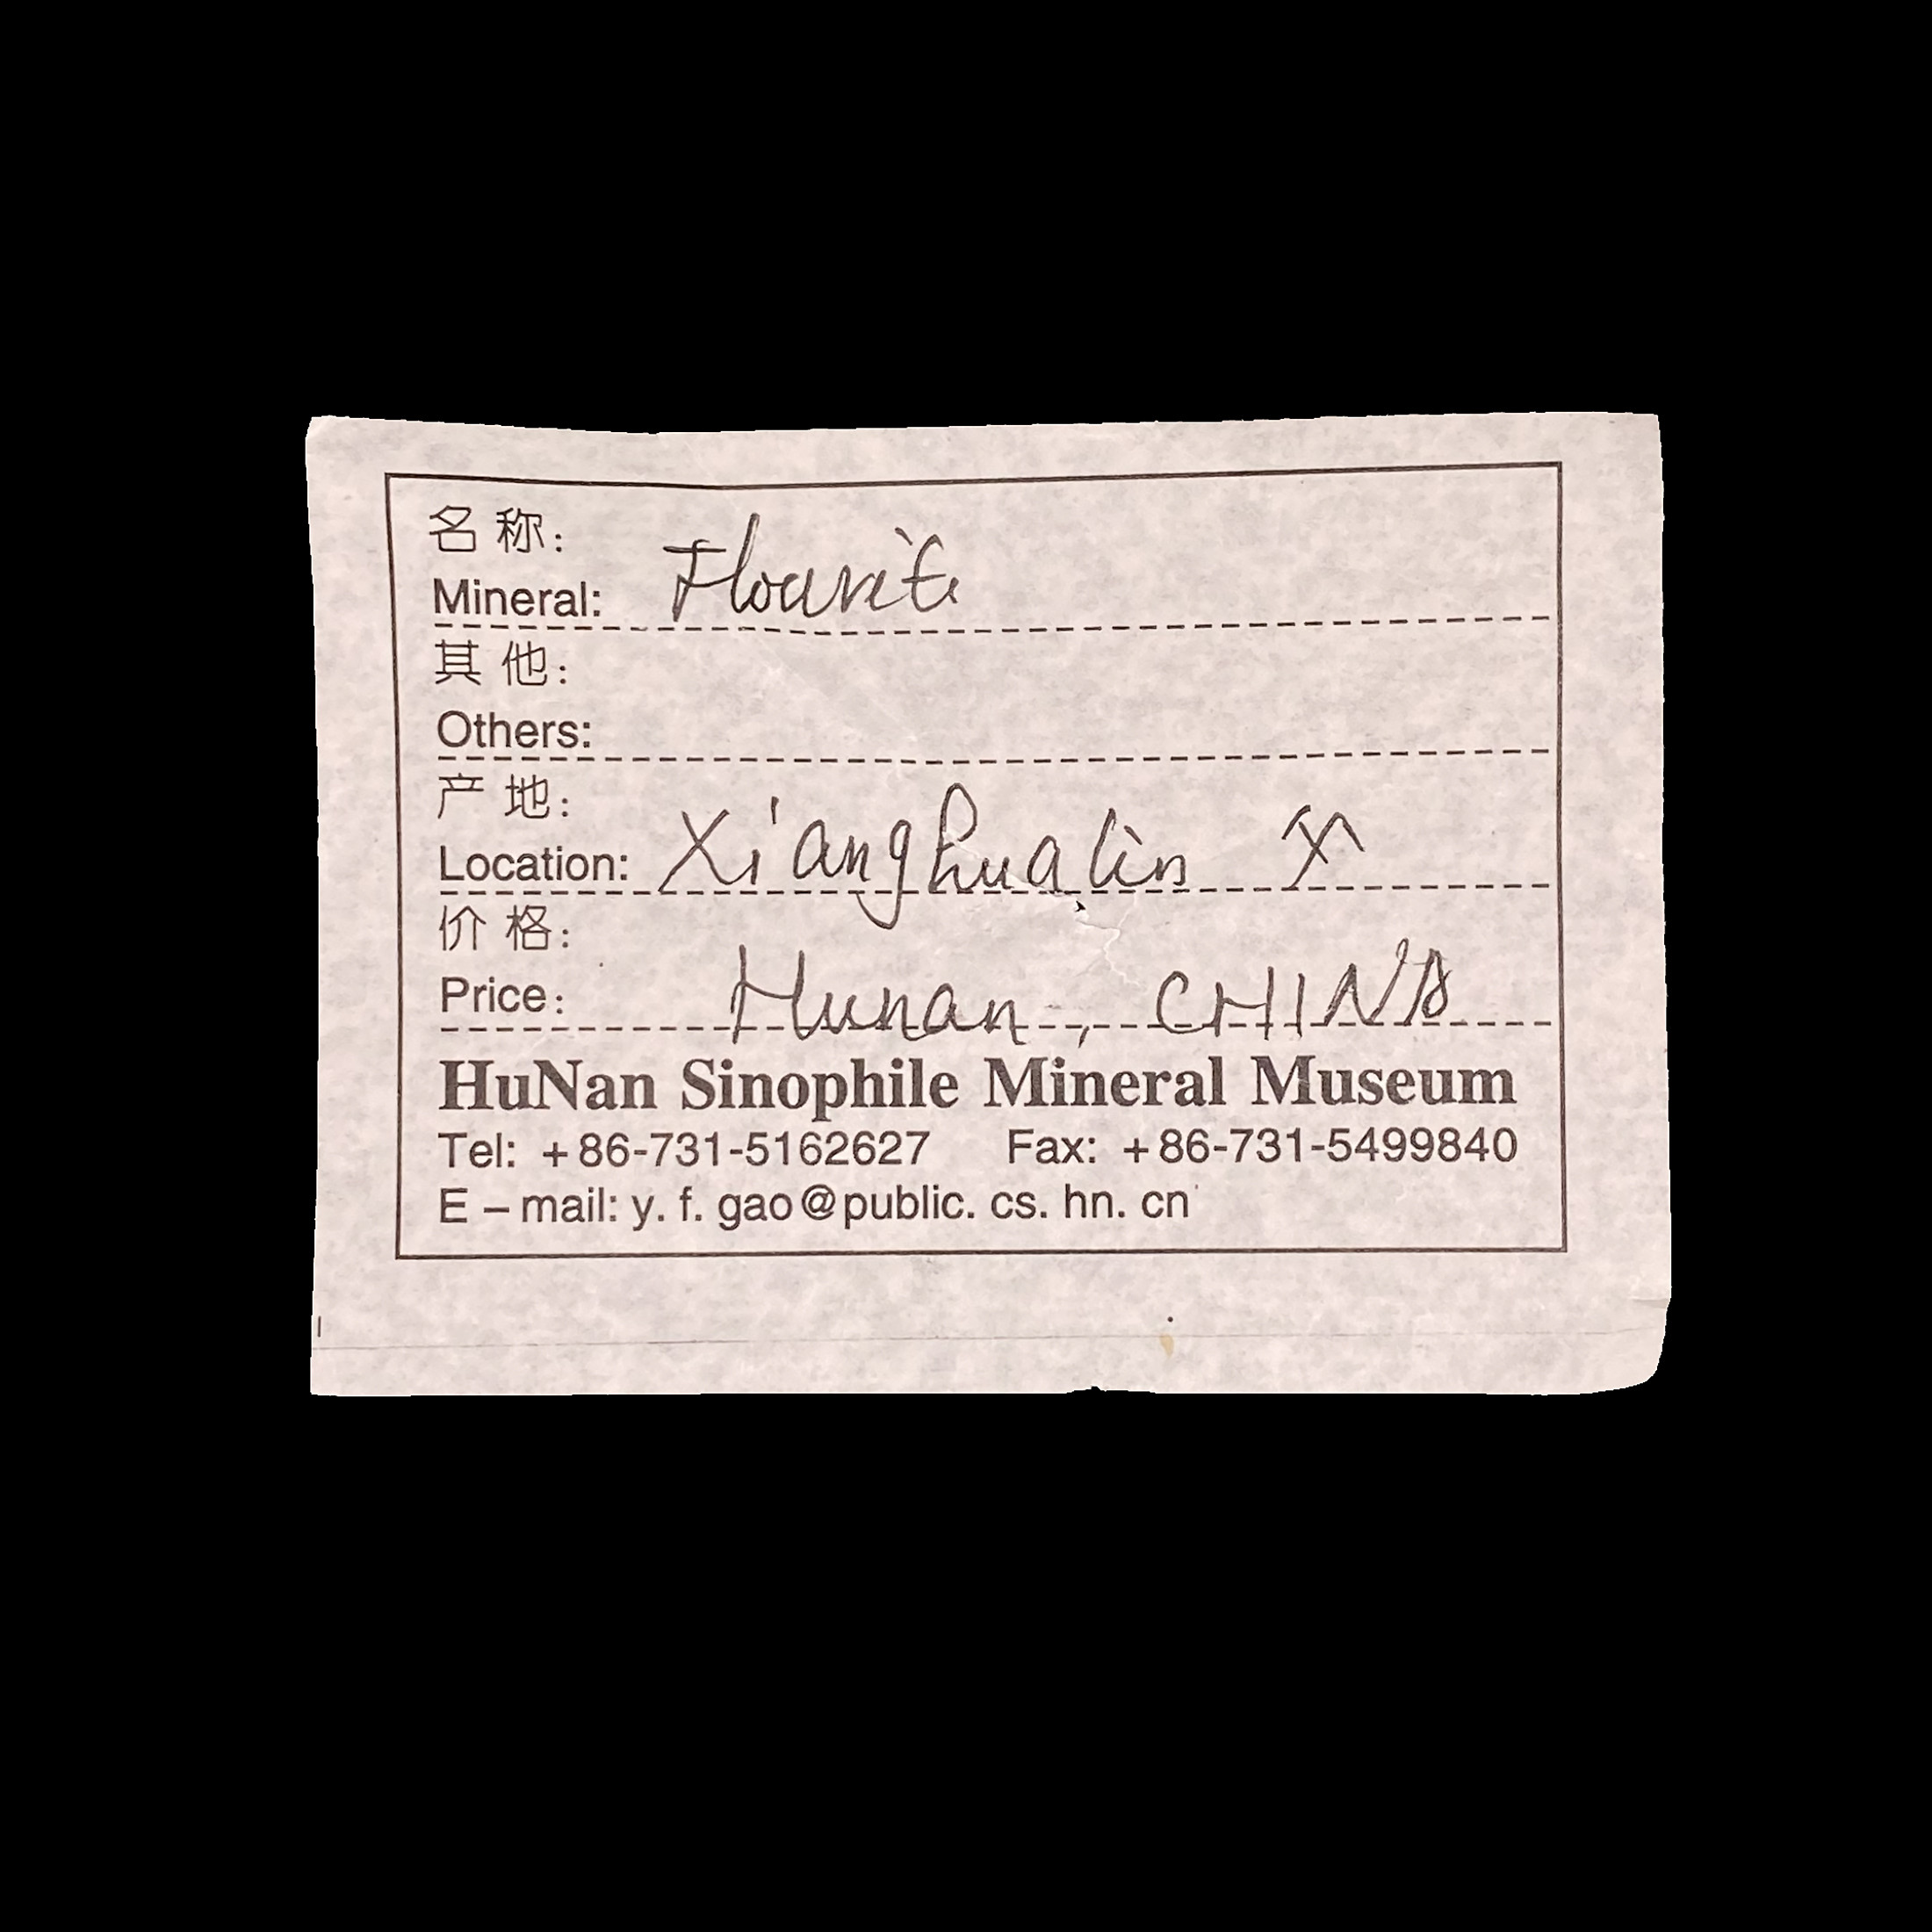 名 称:
Mineral: Flourite
其 他:
Others:
产 地:
Location: Xianghualin
价 格:
Price: Hunan, CHINA
HuNan Sinophile Mineral Museum
Tel: +86-731-5162627 Fax: +86-731-5499840
E-mail: y. f. gao@public. cs. hn. cn